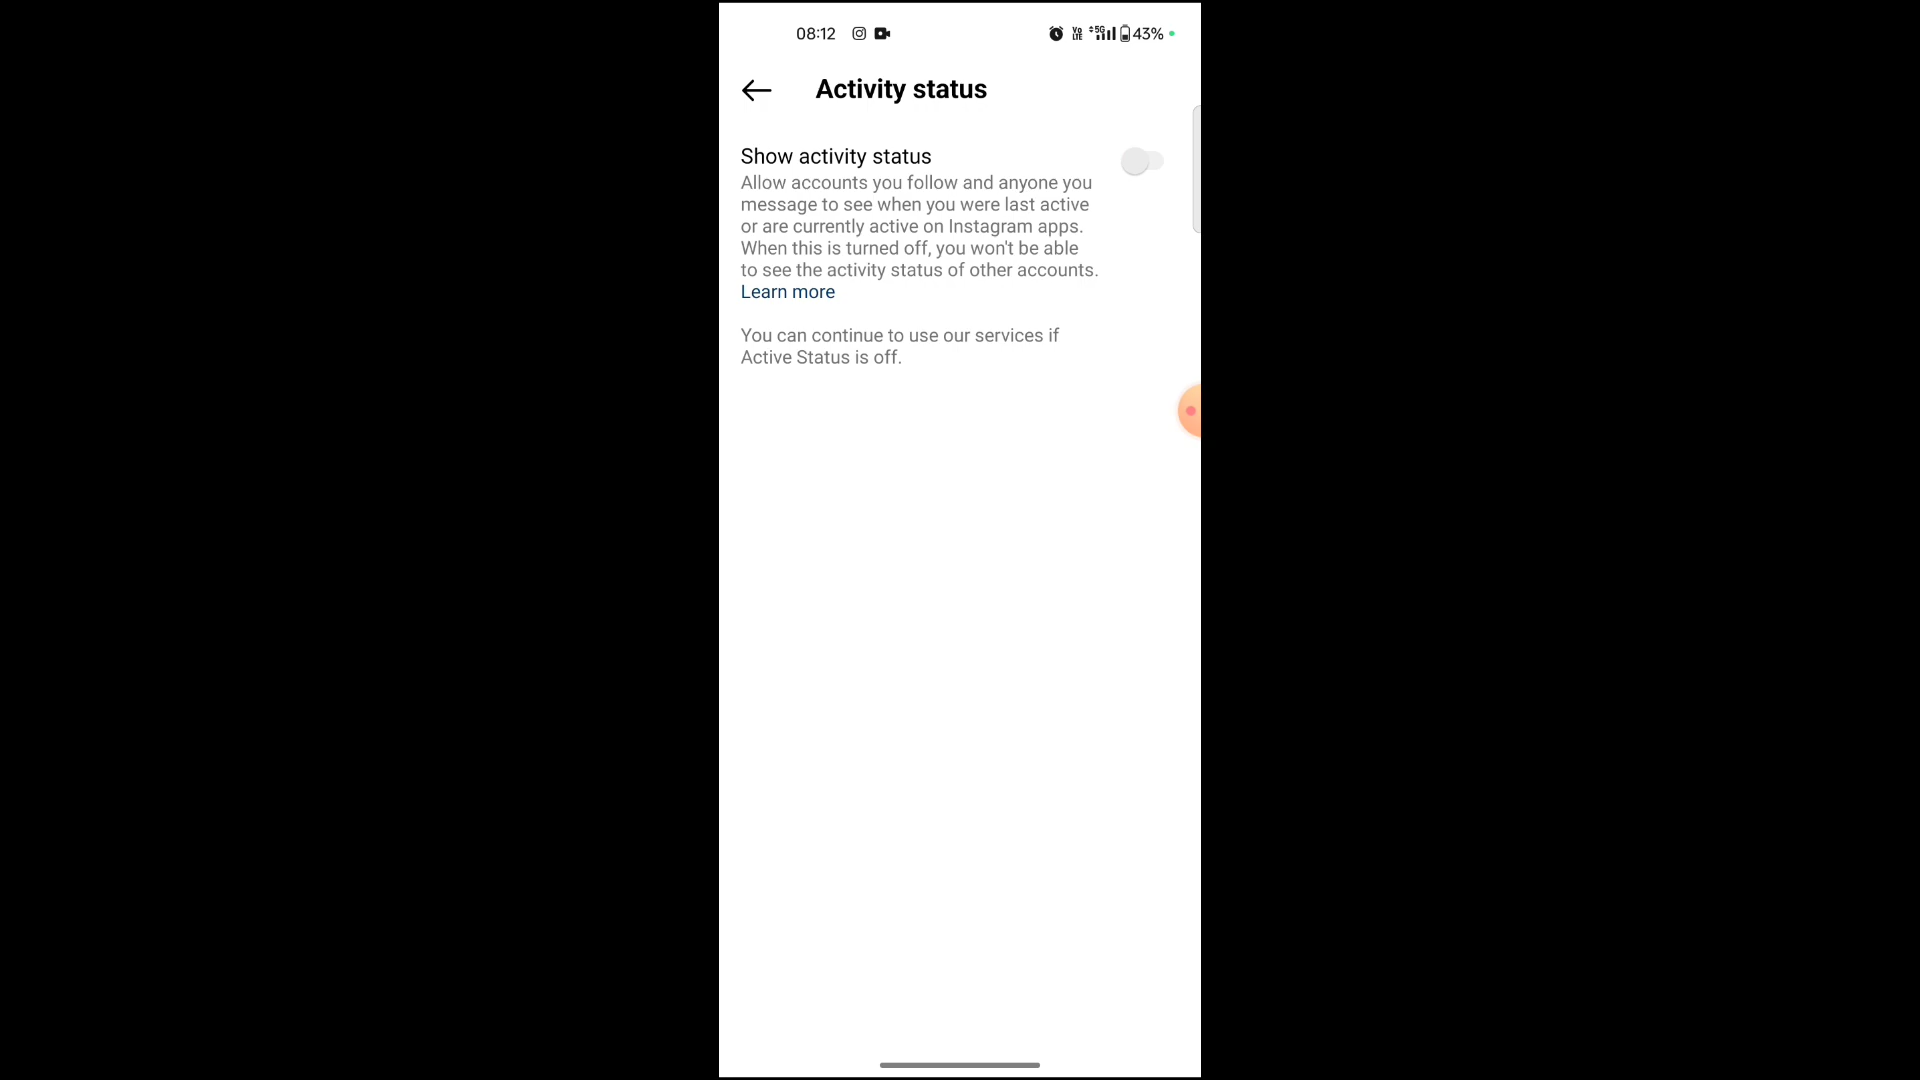 08:12 Vo LTE 5G 43%
Activity status
Show activity status
Allow accounts you follow and anyone you
message to see when you were last active
or are currently active on Instagram apps.
When this is turned off, you won't be able
to see the activity status of other accounts.
Learn more
You can continue to use our services if
Active Status is off.